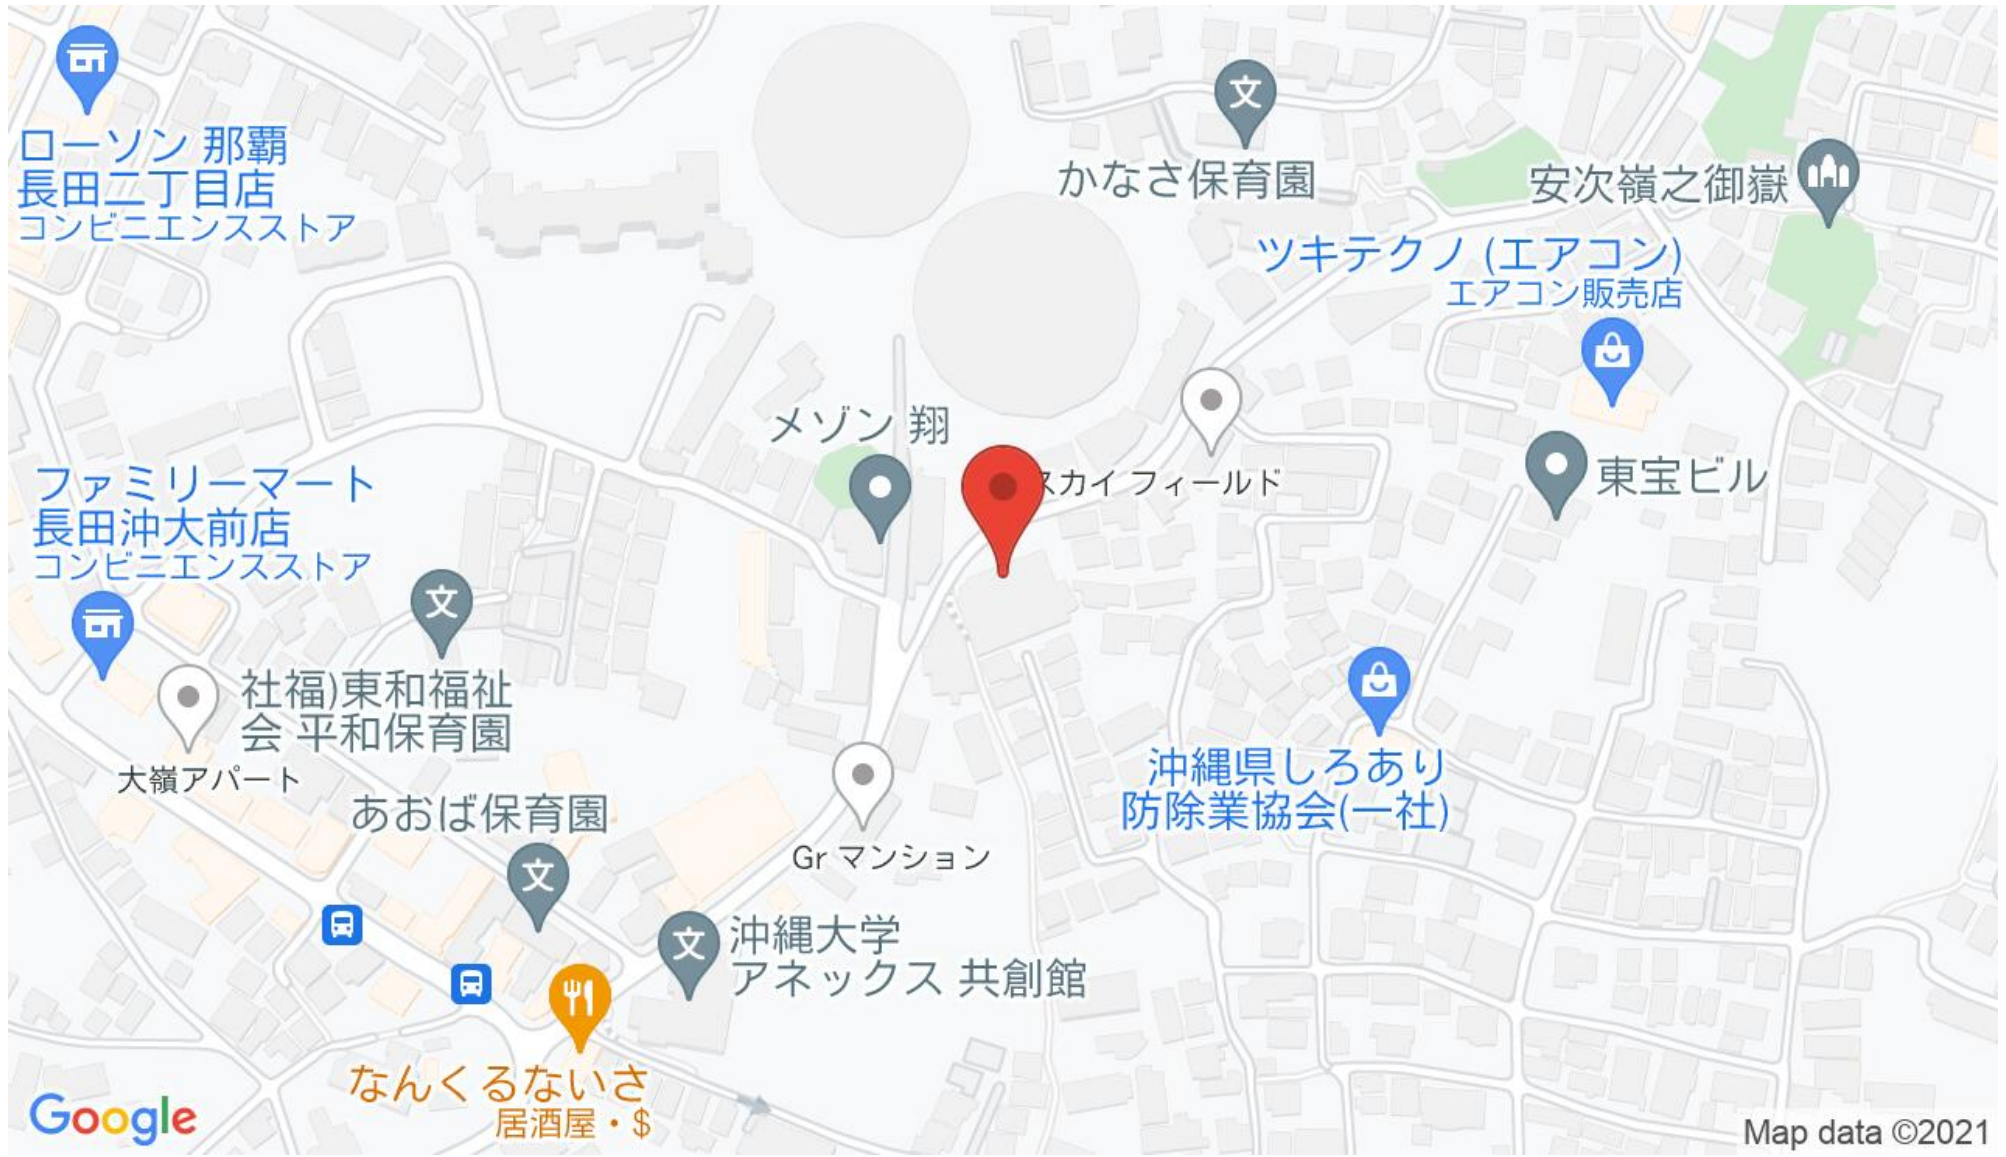 かなさ保育園
ローソン 那覇
長田二丁目店
コンビニエンスストア
安次嶺之御嶽
ツキテクノ (エアコン)
エアコン販売店
メゾン 翔
スカイフィールド
東宝ビル
ファミリーマート
長田沖大前店
コンビニエンスストア
社福)東和福祉
会 平和保育園
大嶺アパート
あおば保育園
沖縄県しろあり
防除業協会(一社)
Gr マンション
沖縄大学
アネックス 共創館
なんくるないさ
居酒屋・$
Google
Map data ©2021
文
文
文
文